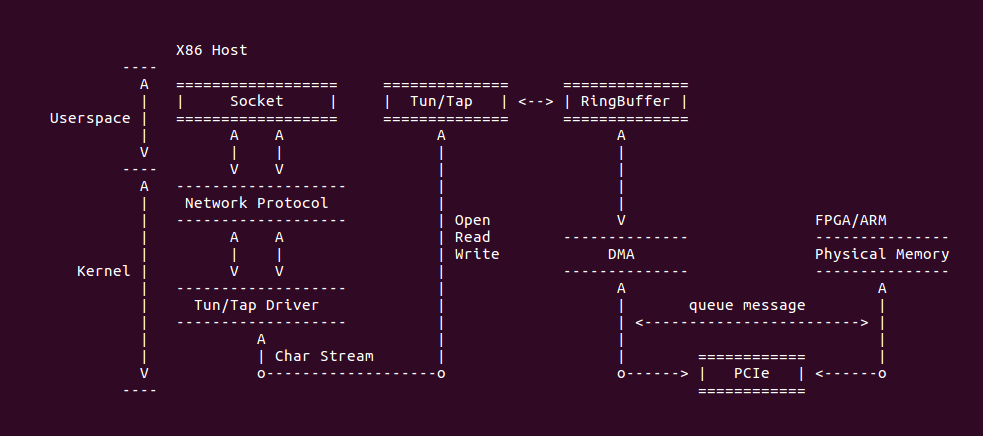 X86 Host
----
A   ==================     ==============      ==============
|   |     Socket     |     |  Tun/Tap   | <--> | RingBuffer |
Userspace |   ==================     ==============      ==============
|         A    A                 A                   A
V         |    |                 |                   |
----        V    V                 |                   |
A   -------------------          |                   |
|    Network Protocol            |                   |
|   -------------------          | Open              V                     FPGA/ARM
|         A    A                 | Read        --------------              ---------------
Kernel |         |    |                 | Write            DMA                    Physical Memory
|         V    V                 |             --------------              ---------------
|   -------------------          |                   A                            A
|     Tun/Tap Driver             |                   |       queue message        |
|   -------------------          |                   | <------------------------> |
|            A                   |                   |                            |
|            | Char Stream       |                   |        ============        |
V            o-------------------o                   o------> |   PCIe   | <------o
----                                                            ============